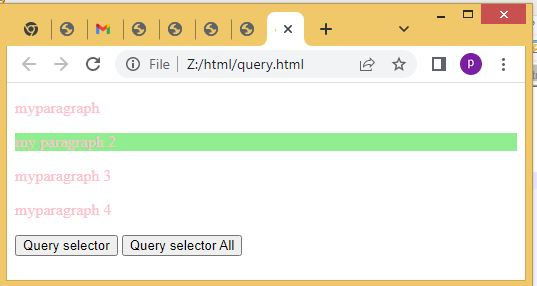 File Z:/html/query.html p
myparagraph
my paragraph 2
myparagraph 3
myparagraph 4
Query selector Query selector All